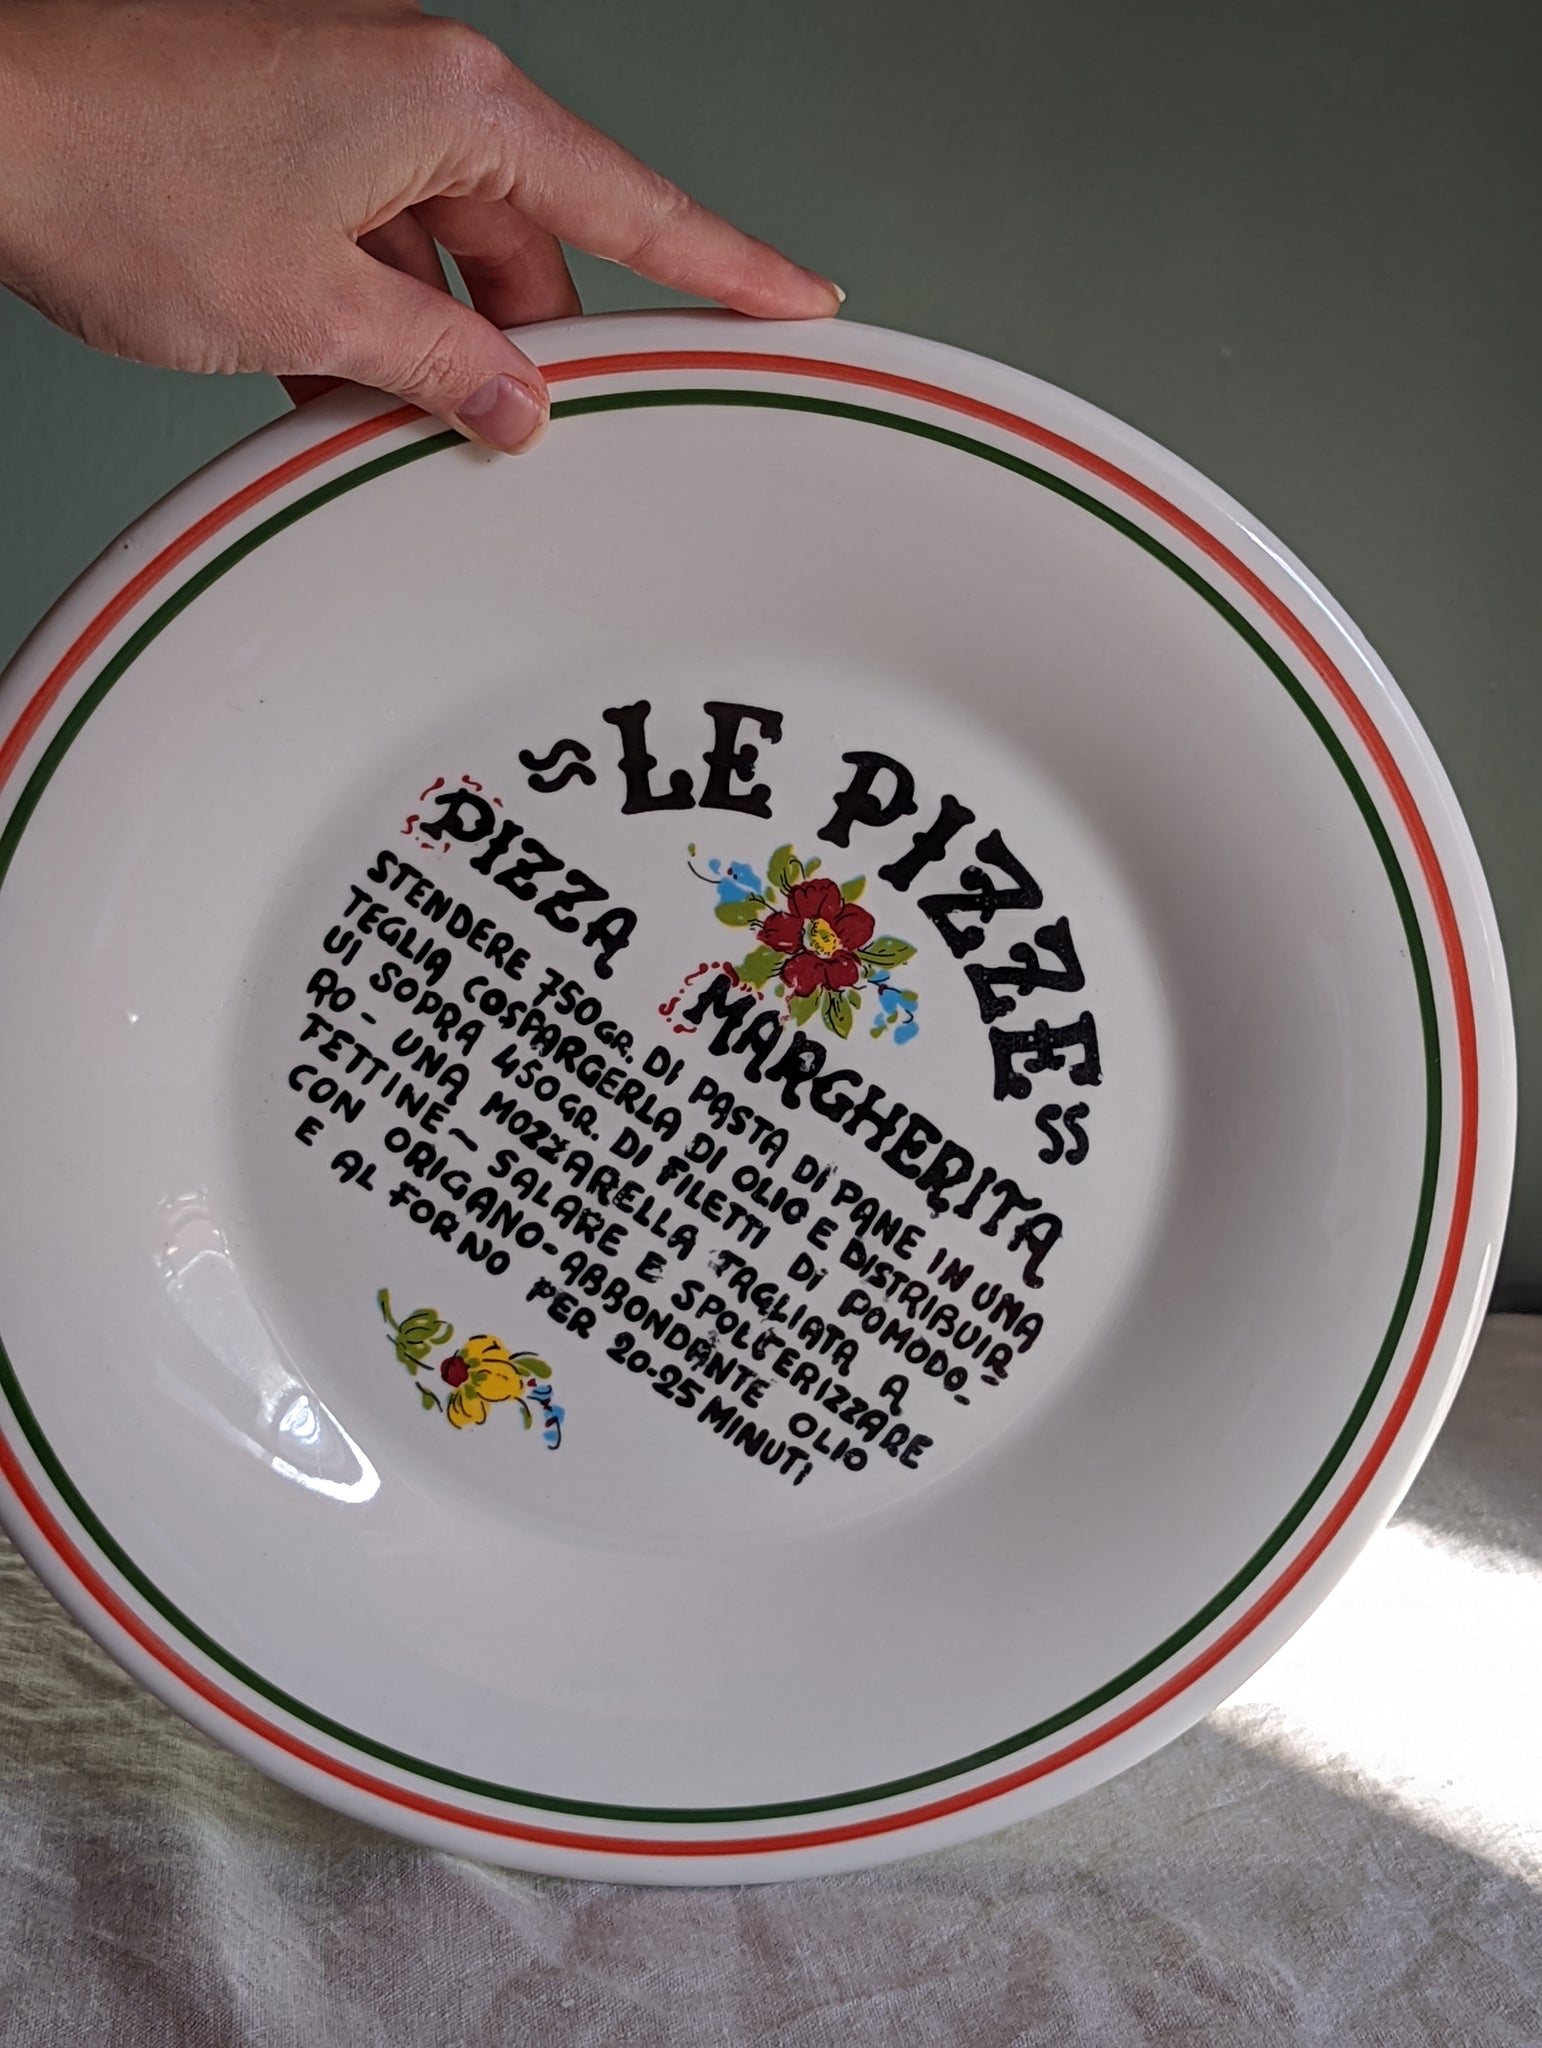 LE PIZZE
PIZZA MARGHERITA
STENDERE 750GR. DI PASTA DI PANE IN UNA
TEGLIA COSPARGERLA DI OLIO E DISTRIBUIR-
VI SOPRA 450GR. DI FILETTI DI POMODO-
RO - UNA MOZZARELLA TAGLIATA A
FETTINE ~ SALARE E SPOLTERIZZARE
CON ORIGANO - ABBONDANTE OLIO
E AL FORNO PER 20-25 MINUTI